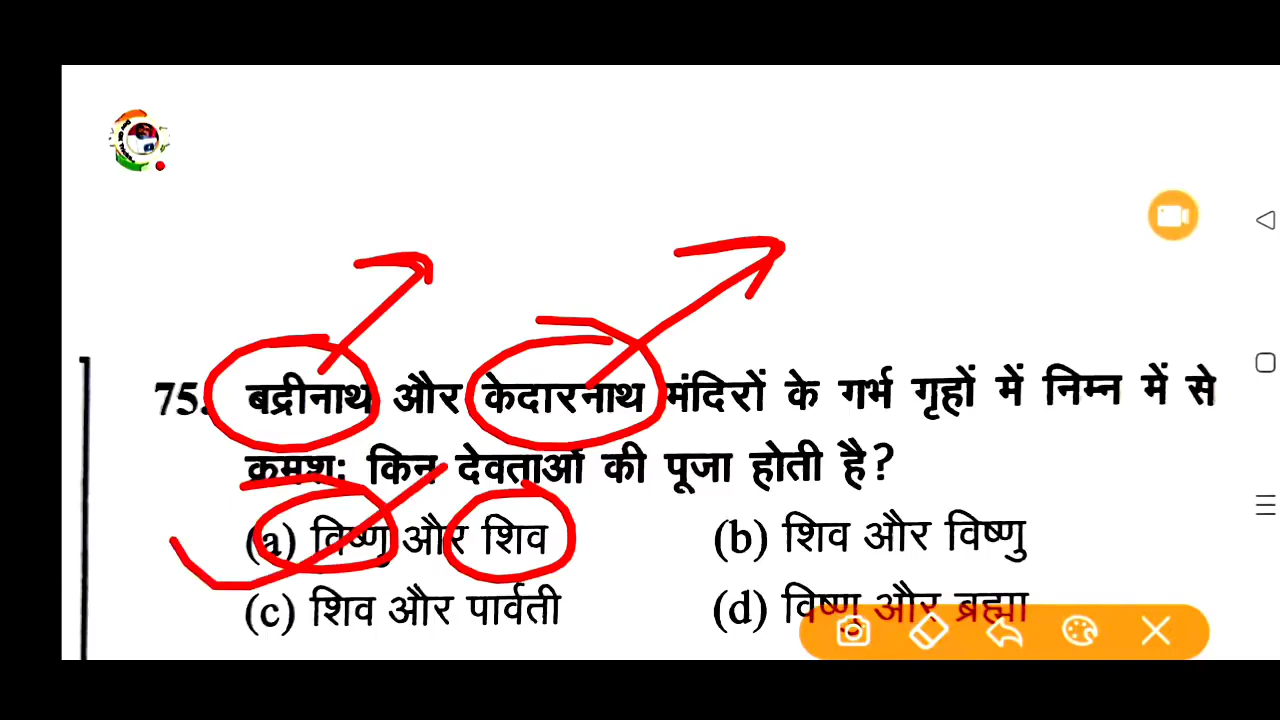 75. बद्रीनाथ और केदारनाथ मंदिरों के गर्भ गृहों में निम्न में से
क्रमशः किन देवताओं की पूजा होती है?
(a) विष्णु और शिव (b) शिव और विष्णु
(c) शिव और पार्वती (d) विष्णु और ब्रह्मा